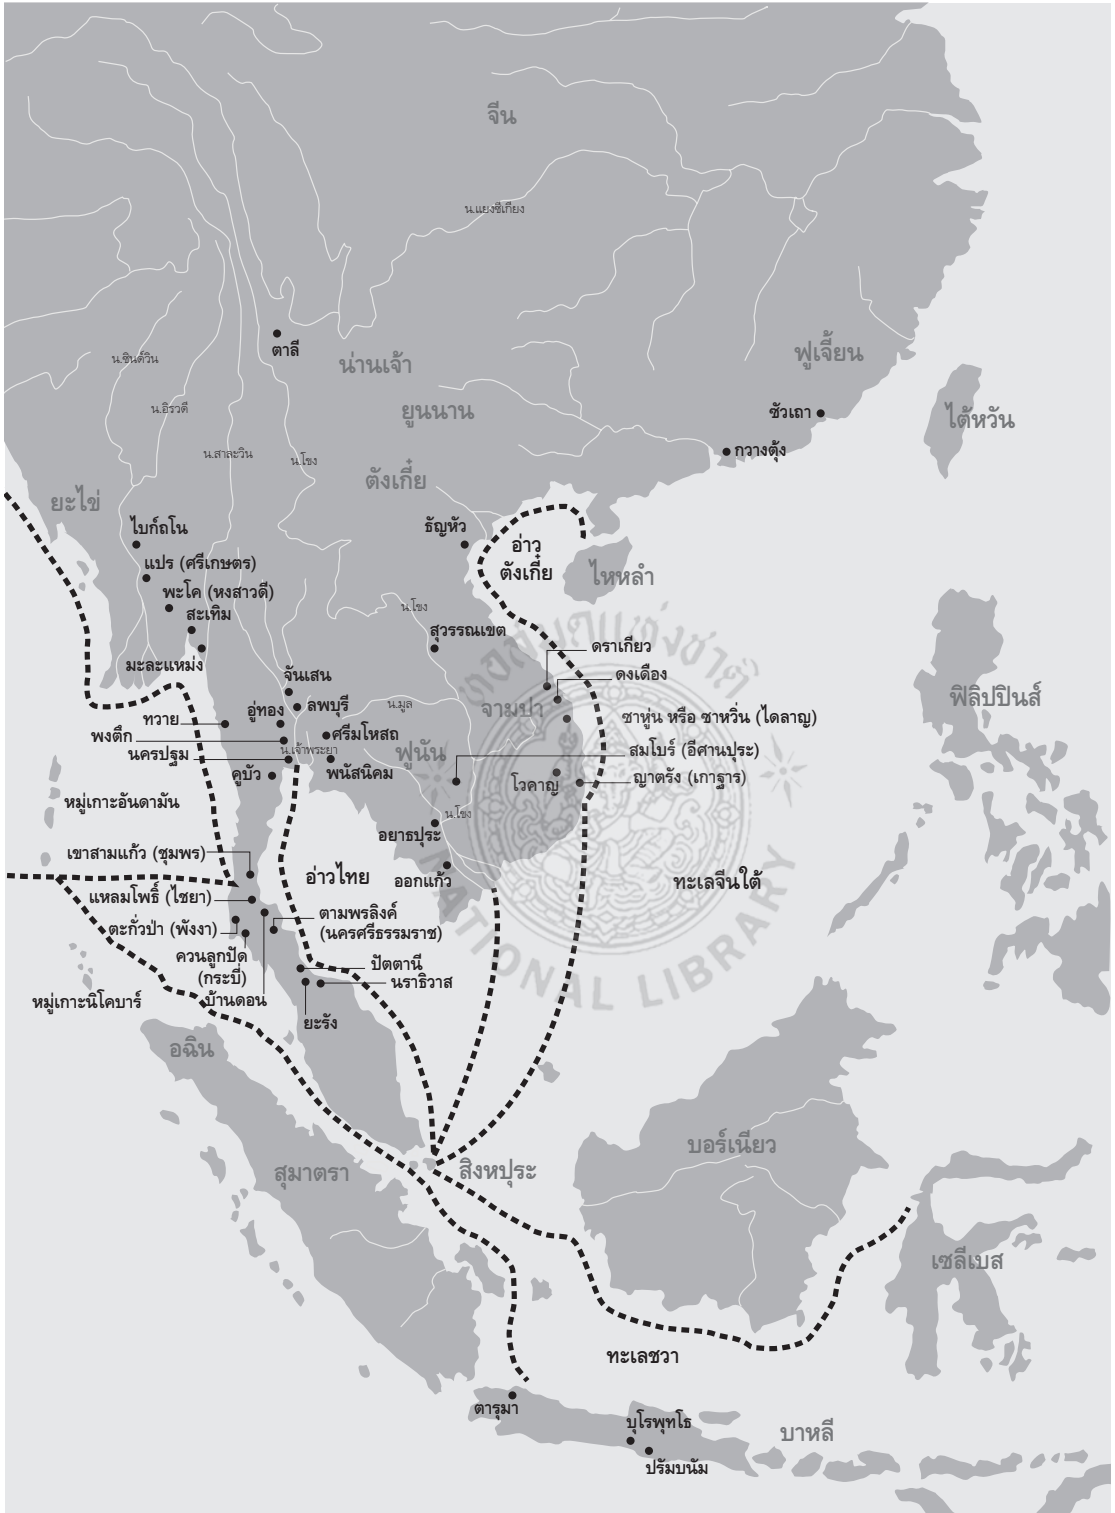 จีน
น.แยงซีเกียง
ตาลี
น่านเจ้า
ฟูเจี้ยน
น.ชินด์วิน
น.อิรวดี
ยูนนาน
ซัวเถา
ไต้หวัน
น.สาละวิน
น.โขง
กวางตุ้ง
ตังเกี๋ย
ยะไข่
ไบก์ถโน
ธัญหัว
อ่าว
ตังเกี๋ย
แปร (ศรีเกษตร)
ไหหลำ
พะโค (หงสาวดี)
สะเทิม
น.โขง
สุวรรณเขต
หอสมุดแห่งชาติ
ดราเกียว
มะละแหม่ง
จันเสน
ดงเดือง
ฟิลิปปินส์
ทวาย
อู่ทอง
ลพบุรี
น.มูล
จามปา
ซาหู่น หรือ ซาหวิ่น (ไดลาญ)
พงตึก
ศรีมโหสถ
น.เจ้าพระยา
ฟูนัน
นครปฐม
สมโบร์ (อีศานปุระ)
คูบัว
พนัสนิคม
โรคาญ
ญาตรัง (เกาฐาร)
หมู่เกาะอันดามัน
น.โขง
อยาธปุระ
เขาสามแก้ว (ชุมพร)
อ่าวไทย
ออกแก้ว
ทะเลจีนใต้
แหลมโพธิ์ (ไชยา)
ตามพรลิงค์
(นครศรีธรรมราช)
ตะกั่วป่า (พังงา)
ควนลูกปัด
(กระบี่)
ปัตตานี
นราธิวาส
หมู่เกาะนิโคบาร์
บ้านดอน
NATIONAL LIBRARY
ยะรัง
อฉิน
บอร์เนียว
สุมาตรา
สิงหปุระ
เซลีเบส
ทะเลชวา
ตารุมา
บุโรพุทโธ
บาหลี
ปรัมบนัม